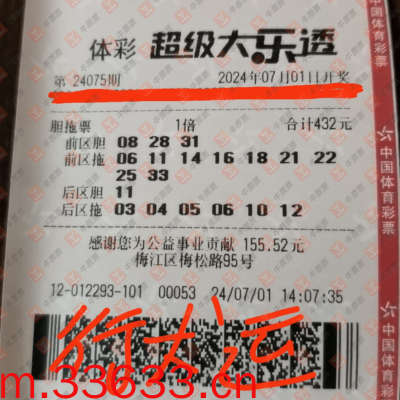 体彩 超级大乐透
第 24075期 2024年07月01日开奖
胆拖票 1倍 合计432元
前区胆 08 28 31
前区拖 06 11 14 16 18 21 22
25 33
后区胆 11
后区拖 03 04 05 06 10 12
感谢您为公益事业贡献 155.52元
梅江区梅松路95号
12-012293-101 00053 24/07/01 14:07:35
行大运
m.33633.cn
中国体育彩票
中国体育彩票